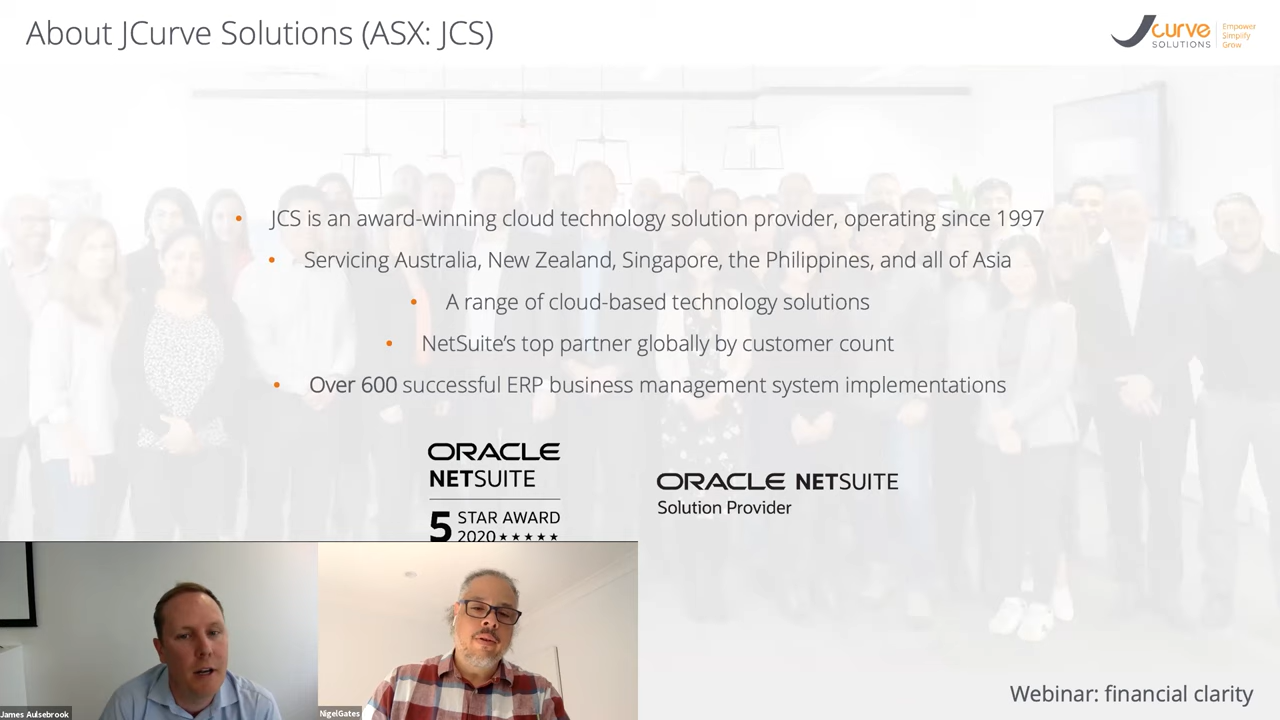 About JCurve Solutions (ASX: JCS)
Jcurve
SOLUTIONS
Empower
Simplify
Grow
• JCS is an award-winning cloud technology solution provider, operating since 1997
• Servicing Australia, New Zealand, Singapore, the Philippines, and all of Asia
• A range of cloud-based technology solutions
• NetSuite’s top partner globally by customer count
• Over 600 successful ERP business management system implementations
ORACLE
NETSUITE
5 STAR AWARD
2020 ★★★★★
ORACLE NETSUITE
Solution Provider
James Aulsebrook
NigelGates
Webinar: financial clarity